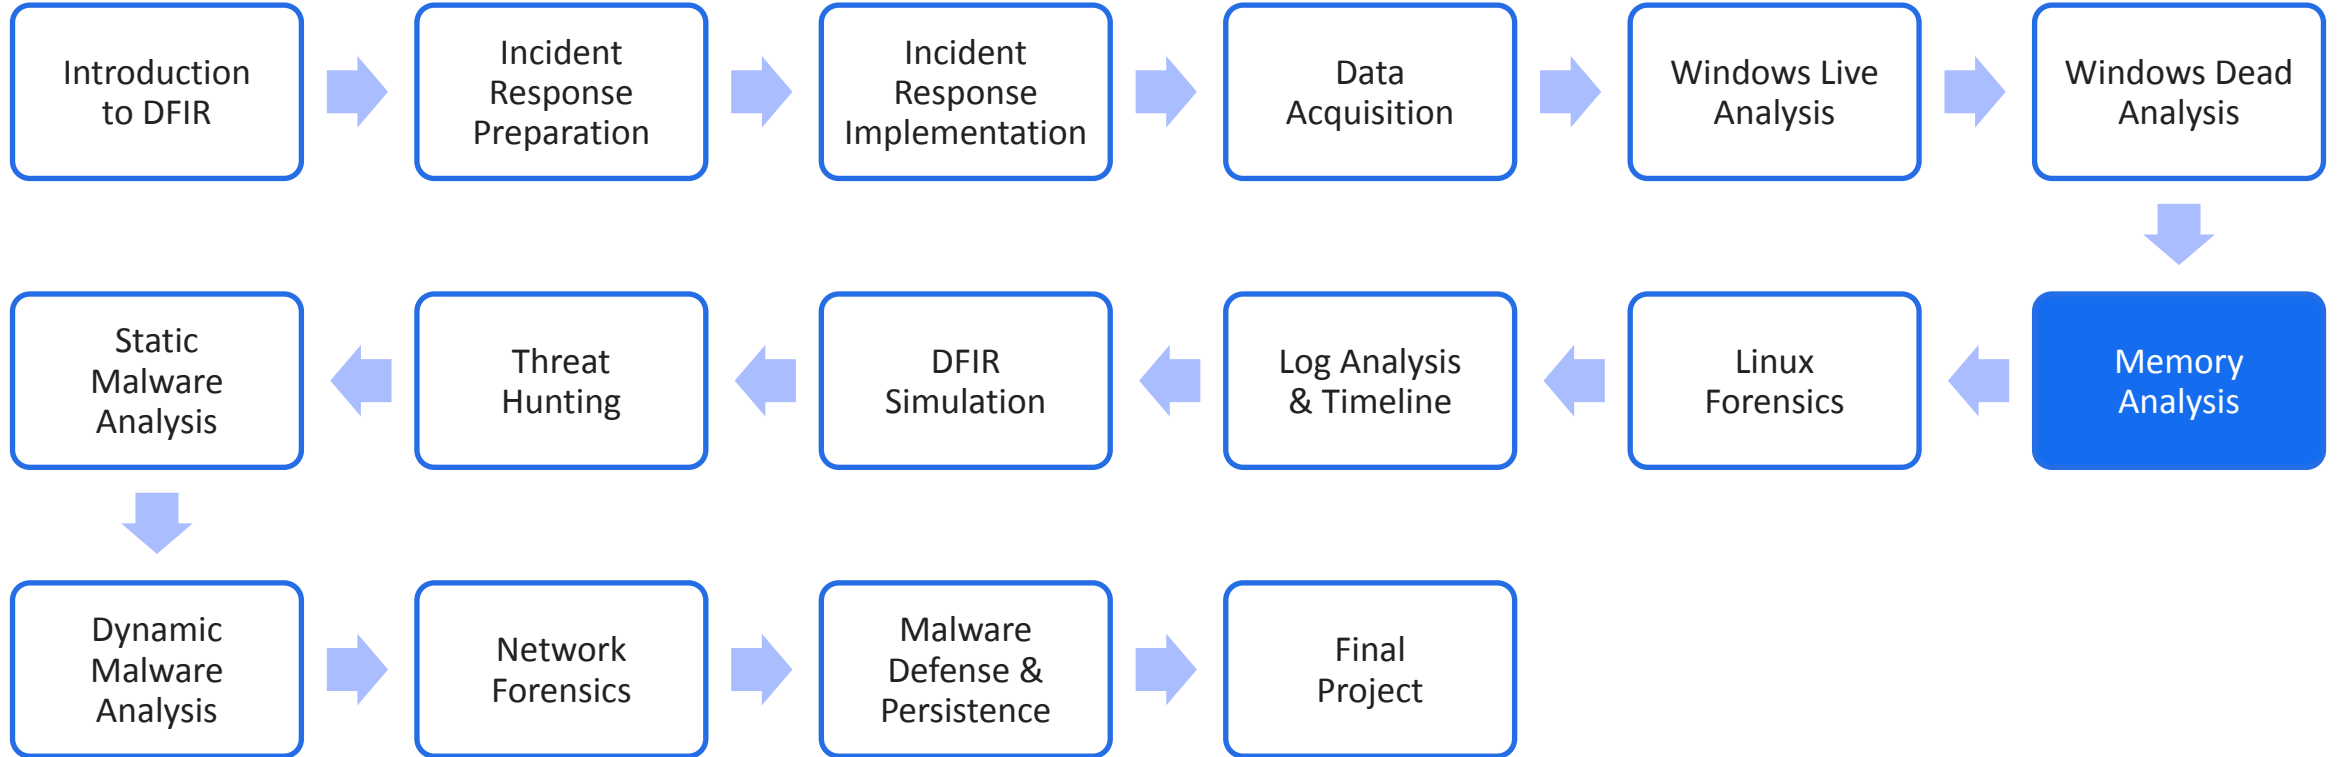 Introduction
to DFIR
Incident
Response
Preparation
Incident
Response
Implementation
Data
Acquisition
Windows Live
Analysis
Windows Dead
Analysis
Memory
Analysis
Linux
Forensics
Log Analysis
& Timeline
DFIR
Simulation
Threat
Hunting
Static
Malware
Analysis
Dynamic
Malware
Analysis
Network
Forensics
Malware
Defense &
Persistence
Final
Project